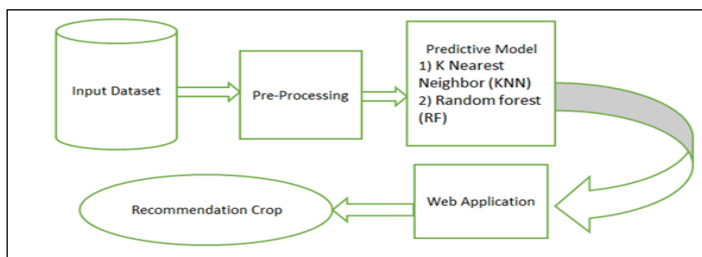 Input Dataset
Pre-Processing
Predictive Model
1) K Nearest
Neighbor (KNN)
2) Random forest
(RF)
Web Application
Recommendation Crop